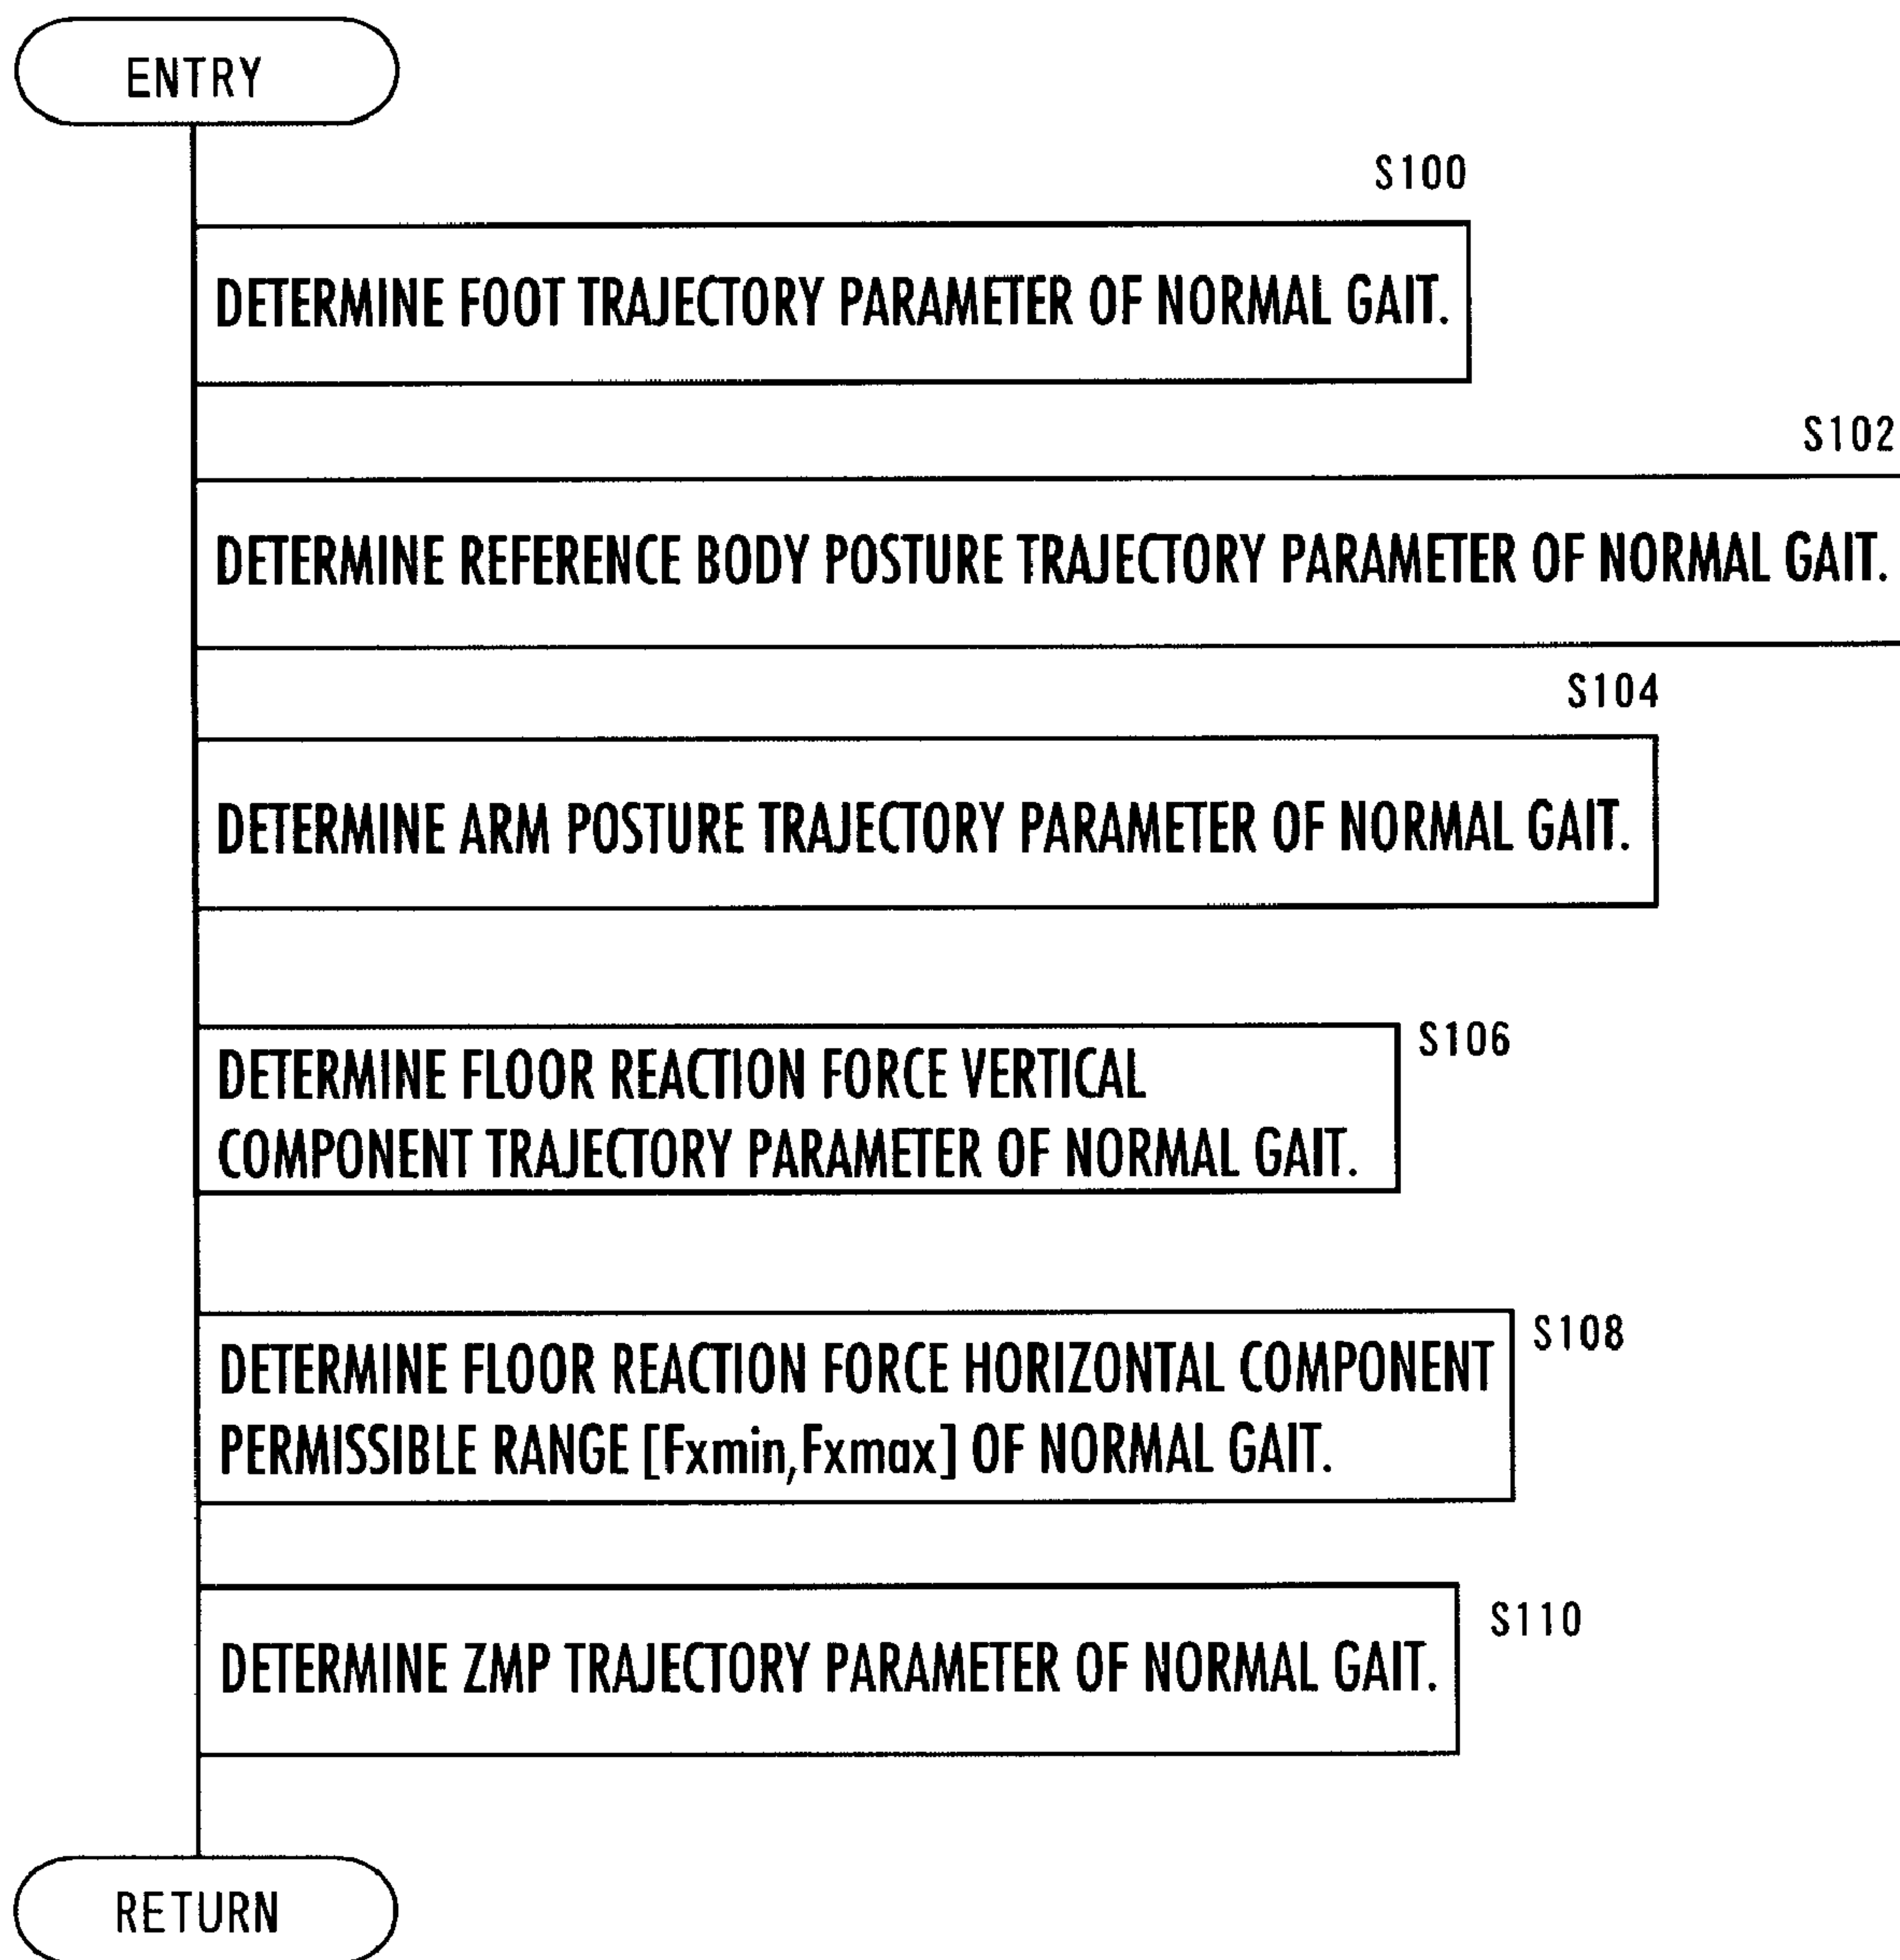 ENTRY
S100
DETERMINE FOOT TRAJECTORY PARAMETER OF NORMAL GAIT.
S102
DETERMINE REFERENCE BODY POSTURE TRAJECTORY PARAMETER OF NORMAL GAIT.
S104
DETERMINE ARM POSTURE TRAJECTORY PARAMETER OF NORMAL GAIT.
S106
DETERMINE FLOOR REACTION FORCE VERTICAL
COMPONENT TRAJECTORY PARAMETER OF NORMAL GAIT.
S108
DETERMINE FLOOR REACTION FORCE HORIZONTAL COMPONENT
PERMISSIBLE RANGE [Fxmin,Fxmax] OF NORMAL GAIT.
S110
DETERMINE ZMP TRAJECTORY PARAMETER OF NORMAL GAIT.
RETURN